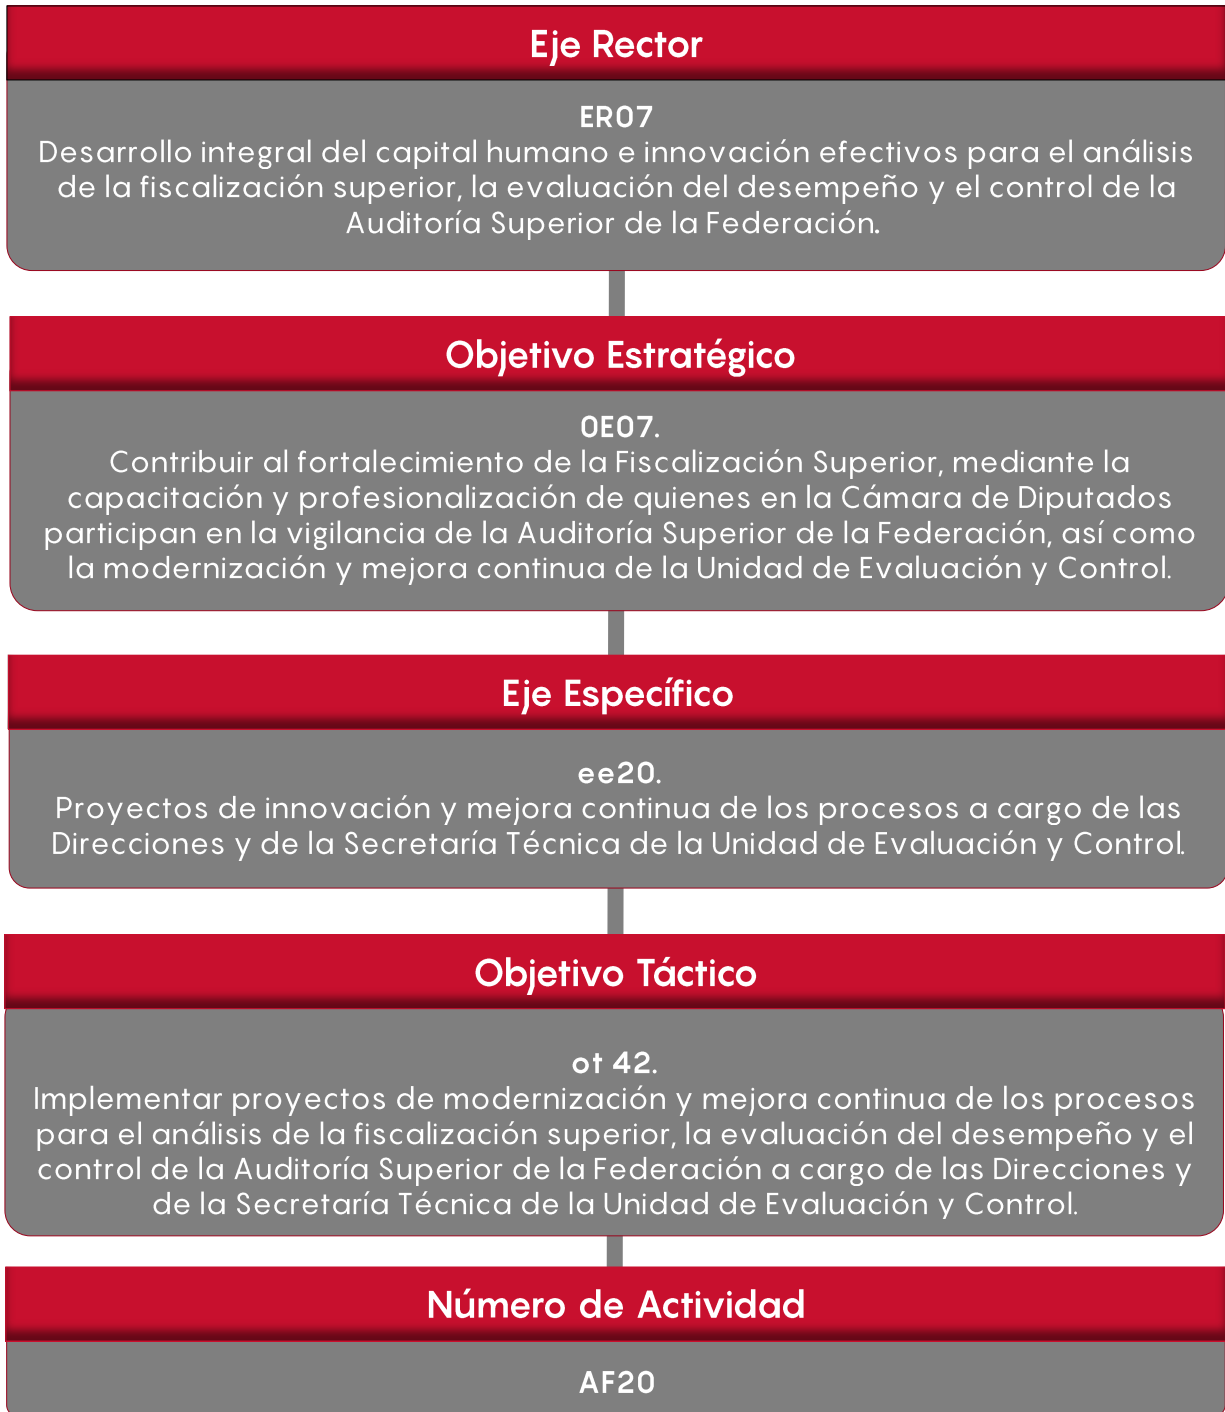 Eje Rector
ER07
Desarrollo integral del capital humano e innovación efectivos para el análisis
de la fiscalización superior, la evaluación del desempeño y el control de la
Auditoría Superior de la Federación.
Objetivo Estratégico
OE07.
Contribuir al fortalecimiento de la Fiscalización Superior, mediante la
capacitación y profesionalización de quienes en la Cámara de Diputados
participan en la vigilancia de la Auditoría Superior de la Federación, así como
la modernización y mejora continua de la Unidad de Evaluación y Control.
Eje Específico
ee20.
Proyectos de innovación y mejora continua de los procesos a cargo de las
Direcciones y de la Secretaría Técnica de la Unidad de Evaluación y Control.
Objetivo Táctico
ot 42.
Implementar proyectos de modernización y mejora continua de los procesos
para el análisis de la fiscalización superior, la evaluación del desempeño y el
control de la Auditoría Superior de la Federación a cargo de las Direcciones y
de la Secretaría Técnica de la Unidad de Evaluación y Control.
Número de Actividad
AF20